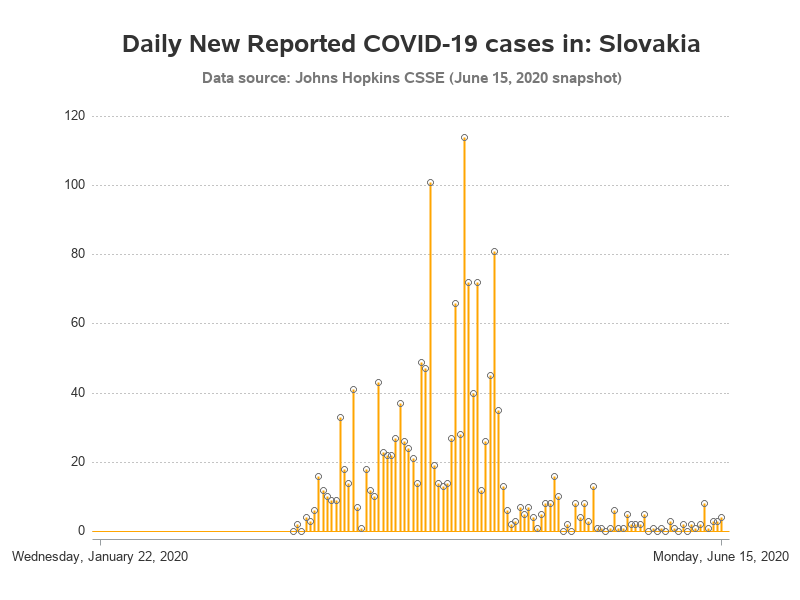 Daily New Reported COVID-19 cases in: Slovakia
Data source: Johns Hopkins CSSE (June 15, 2020 snapshot)
120
100
80
60
40
20
0
Wednesday, January 22, 2020
Monday, June 15, 2020